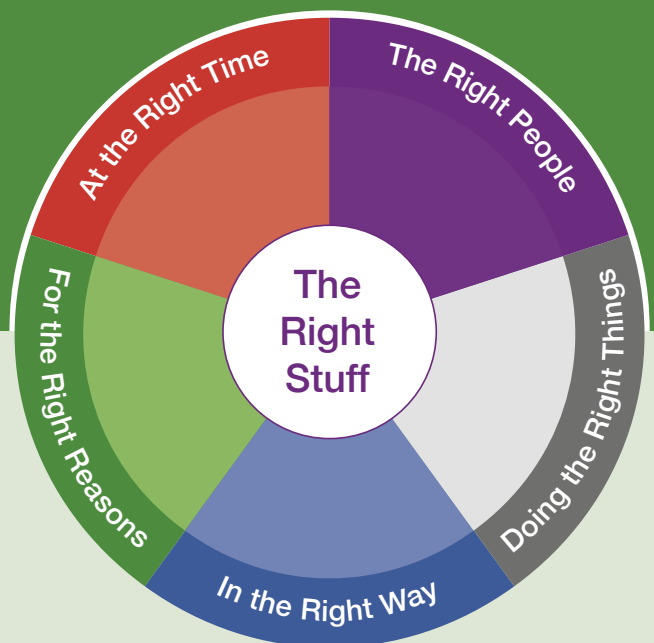 The Right People
Doing the Right Things
In the Right Way
For the Right Reasons
At the Right Time
The
Right
Stuff